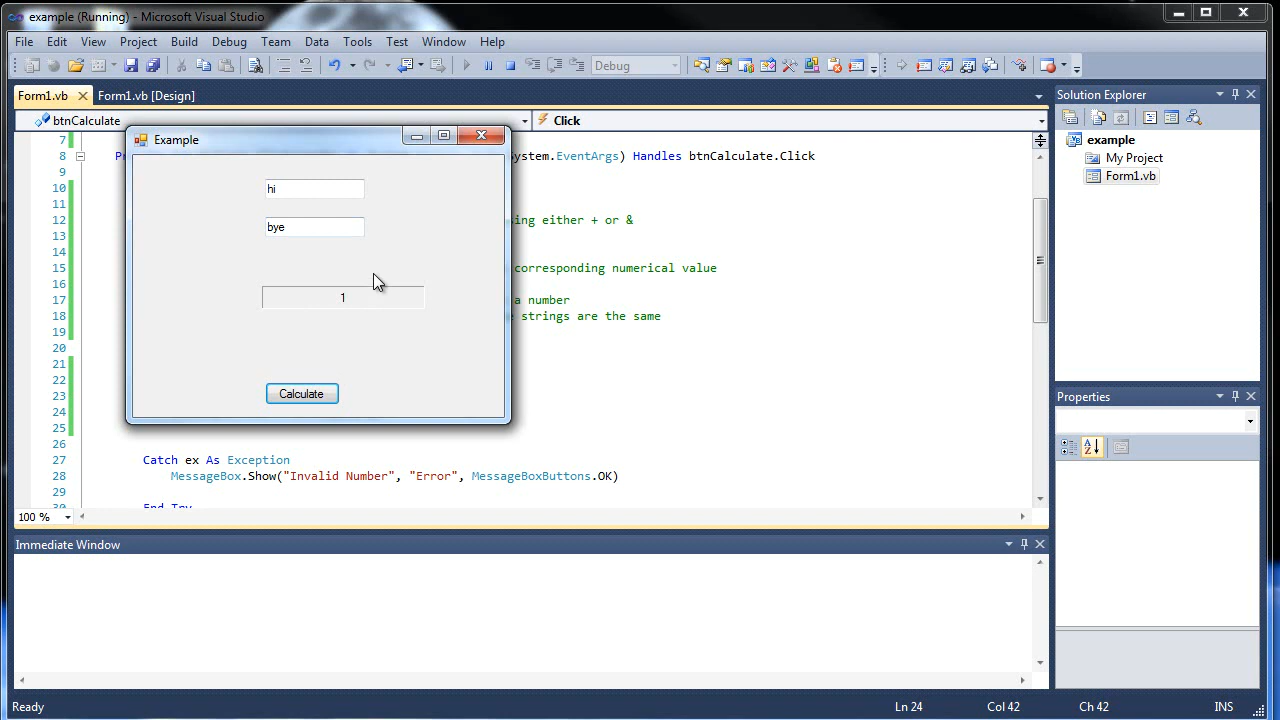 example (Running) - Microsoft Visual Studio
File Edit View Project Build Debug Team Data Tools Test Window Help
Debug
Form1.vb Form1.vb [Design]
btnCalculate Click
Example
hi
bye
1
Calculate
7
8 System.EventArgs) Handles btnCalculate.Click
9
10
11
12 either + or &
13
14
15 corresponding numerical value
16
17 a number
18 strings are the same
19
20
21
22
23
24
25
26
27 Catch ex As Exception
28 MessageBox.Show("Invalid Number", "Error", MessageBoxButtons.OK)
29
30 End Try
100 %
Immediate Window
Solution Explorer
example
My Project
Form1.vb
Properties
Ready Ln 24 Col 42 Ch 42 INS